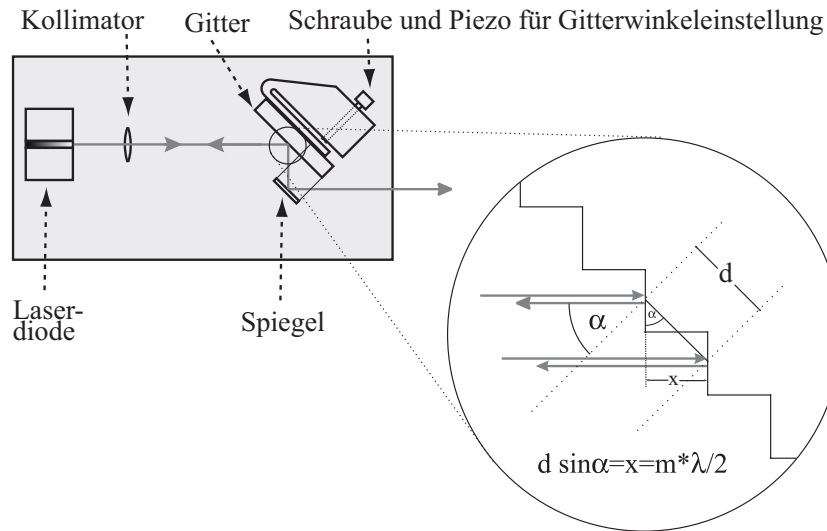 Kollimator
Gitter
Schraube und Piezo für Gitterwinkeleinstellung
Laser-
diode
Spiegel
d
α
α
x
d sinα=x=m*λ/2